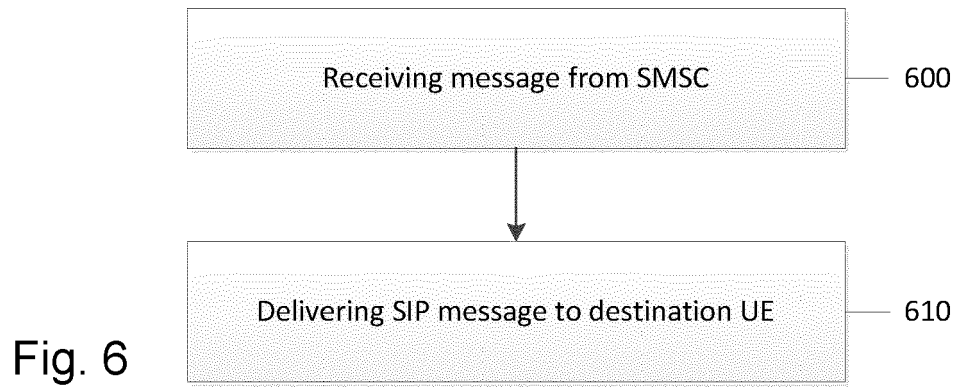 Receiving message from SMSC
600
Delivering SIP message to destination UE
610
Fig. 6